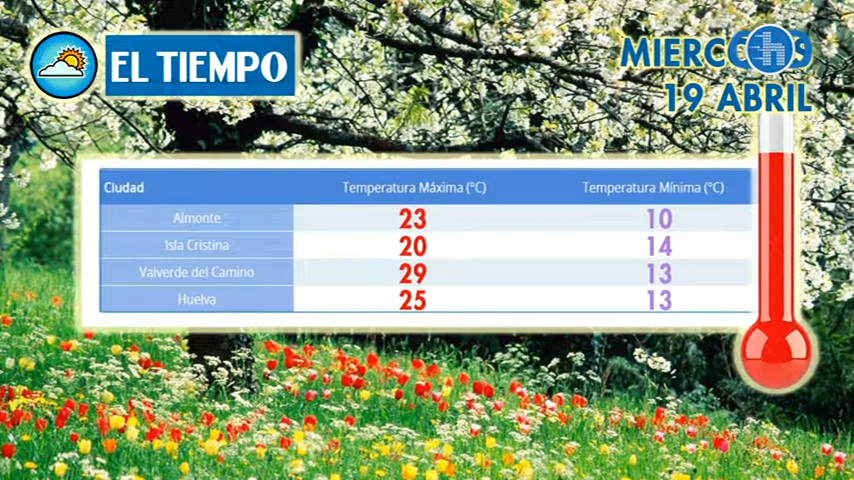 EL TIEMPO
19 ABRIL
Ciudad Temperatura Máxima (°C) Temperatura Mínima (°C)
Almonte 23 10
Isla Cristina 20 14
Valverde del Camino 29 13
Huelva 25 13